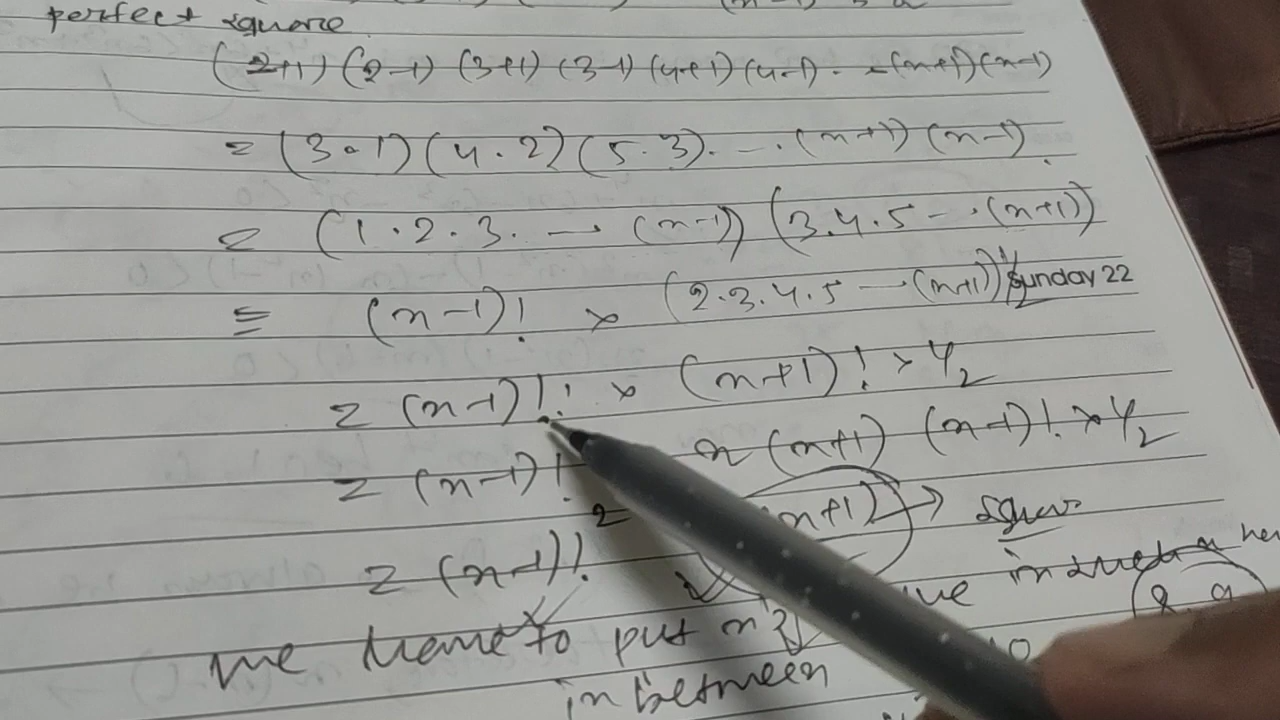 perfect square
(2+1) (2-1) (3+1) (3-1) (4+1) (4-1) . . (n+1) (n-1)
= (3.1) (4.2) (5.3). - . . (n+1) (n-1)
= (1.2.3. - . (n-1)) (3.4.5 - . . (n+1))
= (n-1)! × (2.3.4.5 — (n+1)) 1/2
Sunday 22
= (n-1)! × (n+1)! × 1/2
= (n-1)! n (n+1) (n-1)! × 1/2
= (n-1)!² n+1) → square
we have to put n
in between